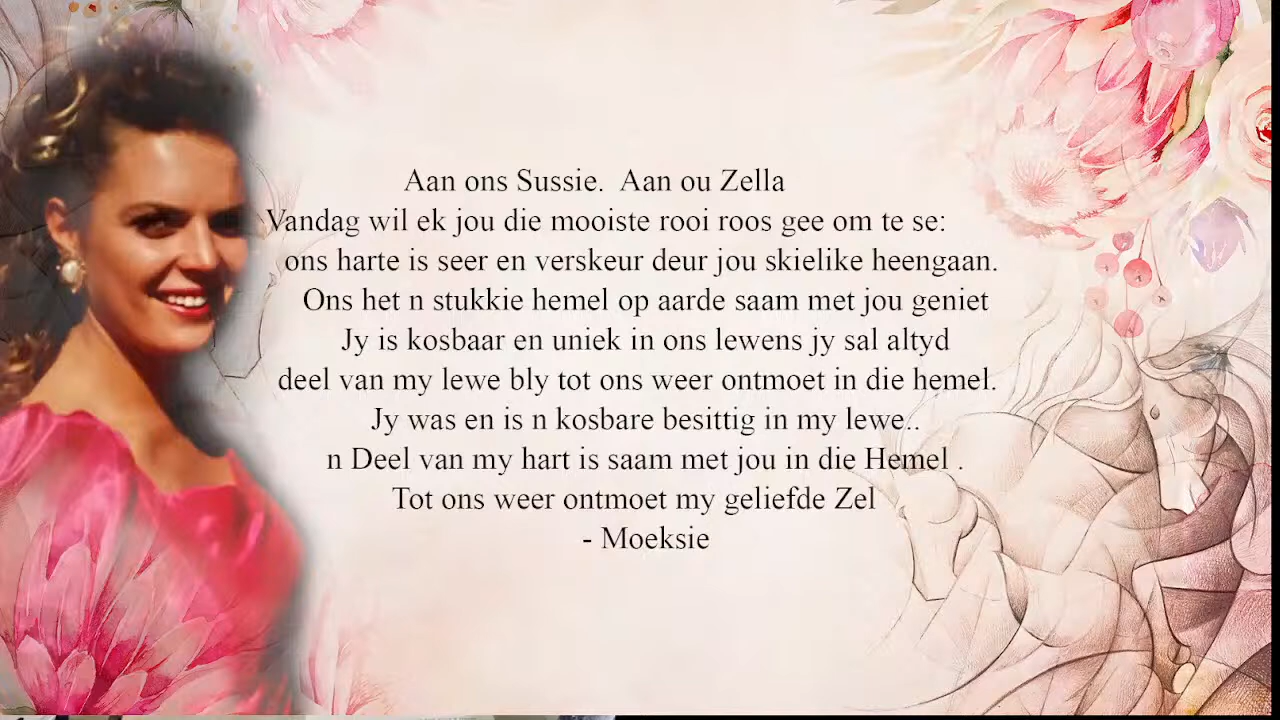 Aan ons Sussie.  Aan ou Zella
Vandag wil ek jou die mooiste rooi roos gee om te se:
ons harte is seer en verskeur deur jou skielike heengaan.
Ons het n stukkie hemel op aarde saam met jou geniet
Jy is kosbaar en uniek in ons lewens jy sal altyd
deel van my lewe bly tot ons weer ontmoet in die hemel.
Jy was en is n kosbare besittig in my lewe..
n Deel van my hart is saam met jou in die Hemel .
Tot ons weer ontmoet my geliefde Zel
- Moeksie